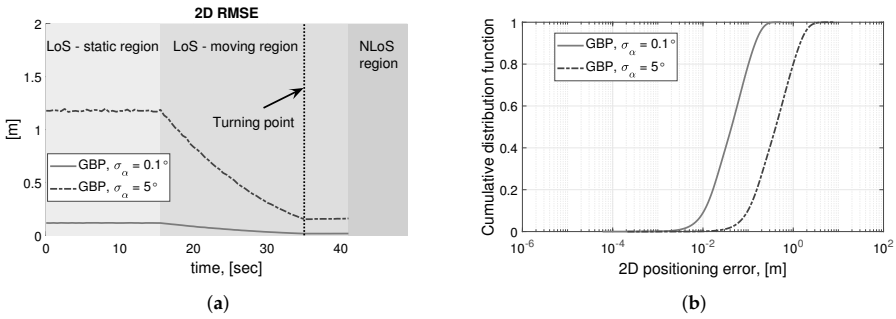 2D RMSE
LoS - static region
LoS - moving region
NLoS
region
Turning point
GBP, σα = 0.1°
GBP, σα = 5°
[m]
2
1.5
1
0.5
0
0 10 20 30 40
time, [sec]
(a)
Cumulative distribution function
1
0.8
0.6
0.4
0.2
0
GBP, σα = 0.1°
GBP, σα = 5°
10^-6 10^-4 10^-2 10^0 10^2
2D positioning error, [m]
(b)